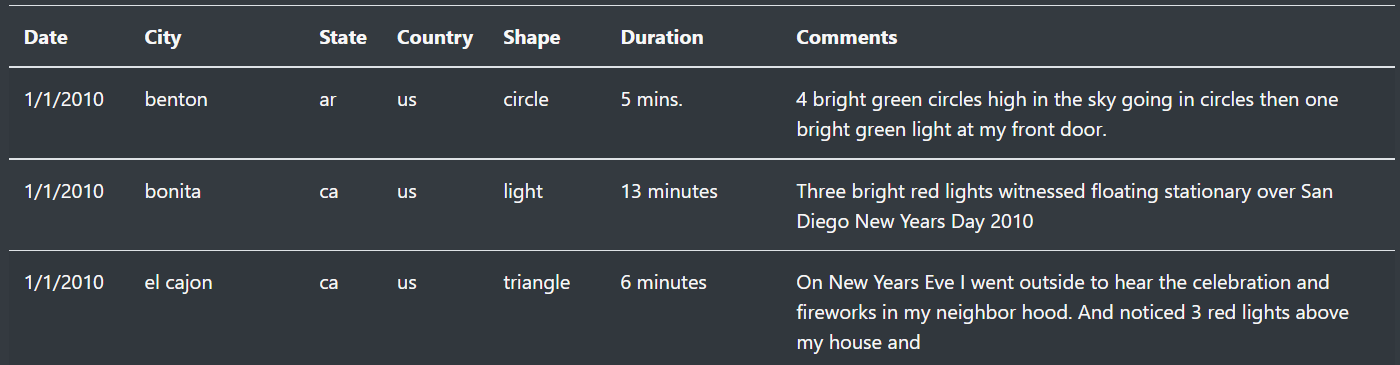 Date City State Country Shape Duration Comments
1/1/2010 benton ar us circle 5 mins. 4 bright green circles high in the sky going in circles then one
bright green light at my front door.
1/1/2010 bonita ca us light 13 minutes Three bright red lights witnessed floating stationary over San
Diego New Years Day 2010
1/1/2010 el cajon ca us triangle 6 minutes On New Years Eve I went outside to hear the celebration and
fireworks in my neighbor hood. And noticed 3 red lights above
my house and